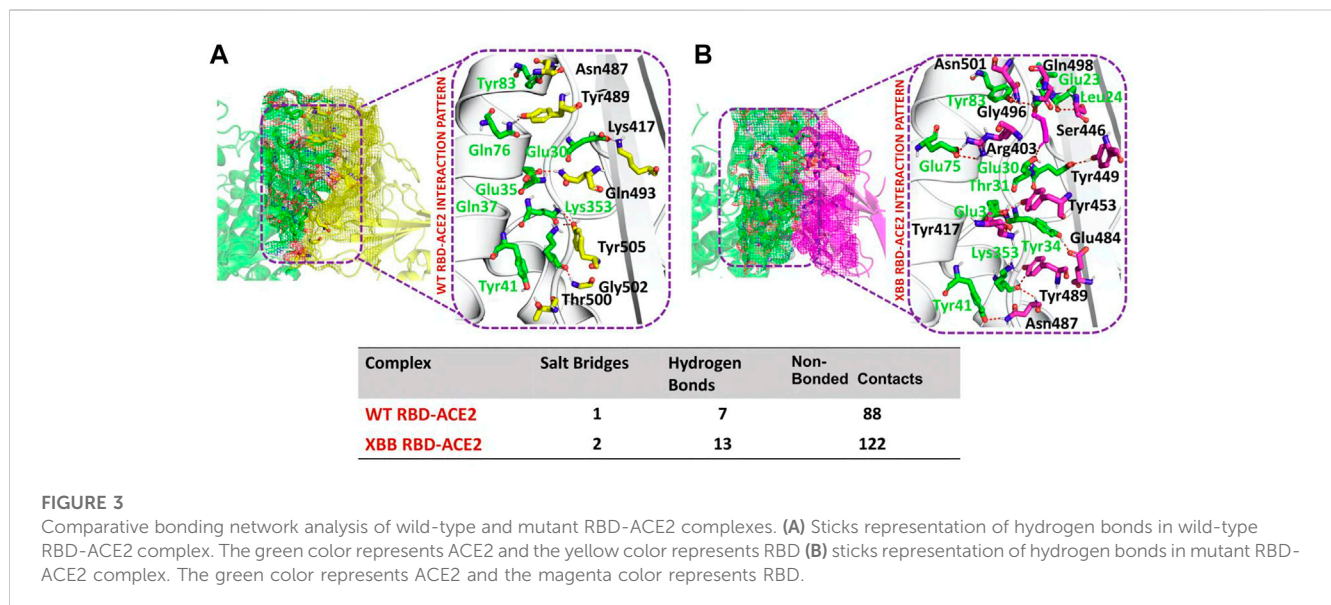 A
WT RBD-ACE2 INTERACTION PATTERN
Asn487
Tyr83
Tyr489
Lys417
Gln76
Glu30
Glu35
Gln493
Gln37
Lys353
Tyr505
Tyr41
Gly502
Thr500
B
XBB RBD-ACE2 INTERACTION PATTERN
Asn501
Gln498
Glu23
Tyr83
Leu24
Gly496
Ser446
Arg403
Glu75
Glu30
Tyr449
Thr31
Tyr453
Tyr417
Tyr34
Glu484
Lys353
Tyr41
Tyr489
Asn487
Complex Salt Bridges Hydrogen Bonds Non-Bonded Contacts
WT RBD-ACE2 1 7 88
XBB RBD-ACE2 2 13 122
FIGURE 3
Comparative bonding network analysis of wild-type and mutant RBD-ACE2 complexes. (A) Sticks representation of hydrogen bonds in wild-type
RBD-ACE2 complex. The green color represents ACE2 and the yellow color represents RBD (B) sticks representation of hydrogen bonds in mutant RBD-
ACE2 complex. The green color represents ACE2 and the magenta color represents RBD.